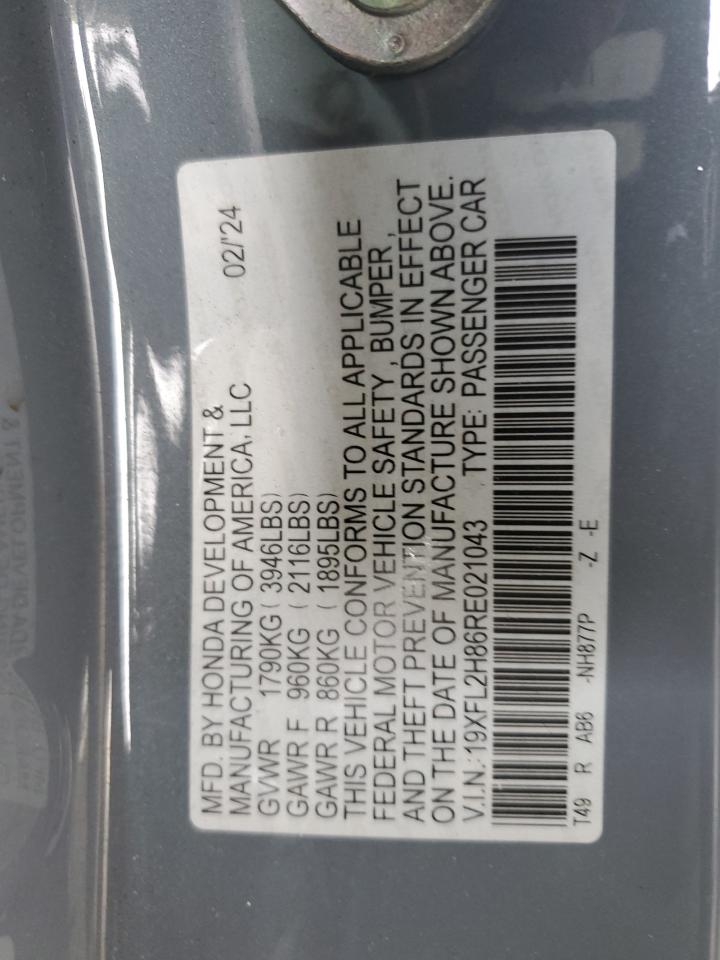 MFD. BY HONDA DEVELOPMENT &
MANUFACTURING OF AMERICA, LLC 02/'24
GVWR 1790KG ( 3946LBS)
GAWR F 960KG ( 2116LBS)
GAWR R 860KG ( 1895LBS)
THIS VEHICLE CONFORMS TO ALL APPLICABLE
FEDERAL MOTOR VEHICLE SAFETY, BUMPER,
AND THEFT PREVENTION STANDARDS IN EFFECT
ON THE DATE OF MANUFACTURE SHOWN ABOVE.
V.I.N.:19XFL2H86RE021043 TYPE: PASSENGER CAR
T49 R AB6 -NH877P -Z -E